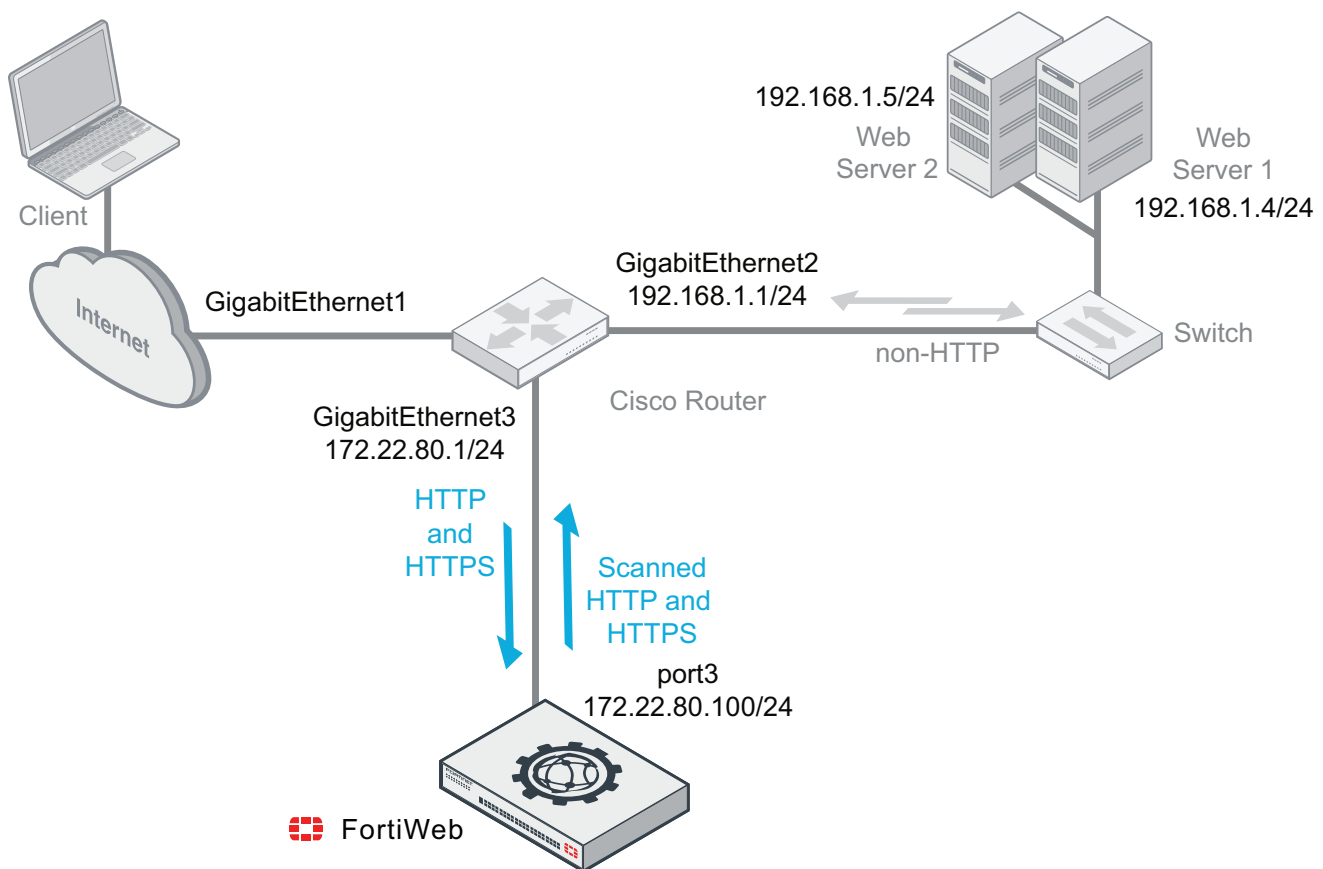 192.168.1.5/24
Web
Server 2
Web
Server 1
192.168.1.4/24
Client
Internet
GigabitEthernet1
GigabitEthernet2
192.168.1.1/24
non-HTTP
Switch
Cisco Router
GigabitEthernet3
172.22.80.1/24
HTTP
and
HTTPS
Scanned
HTTP and
HTTPS
port3
172.22.80.100/24
FortiWeb